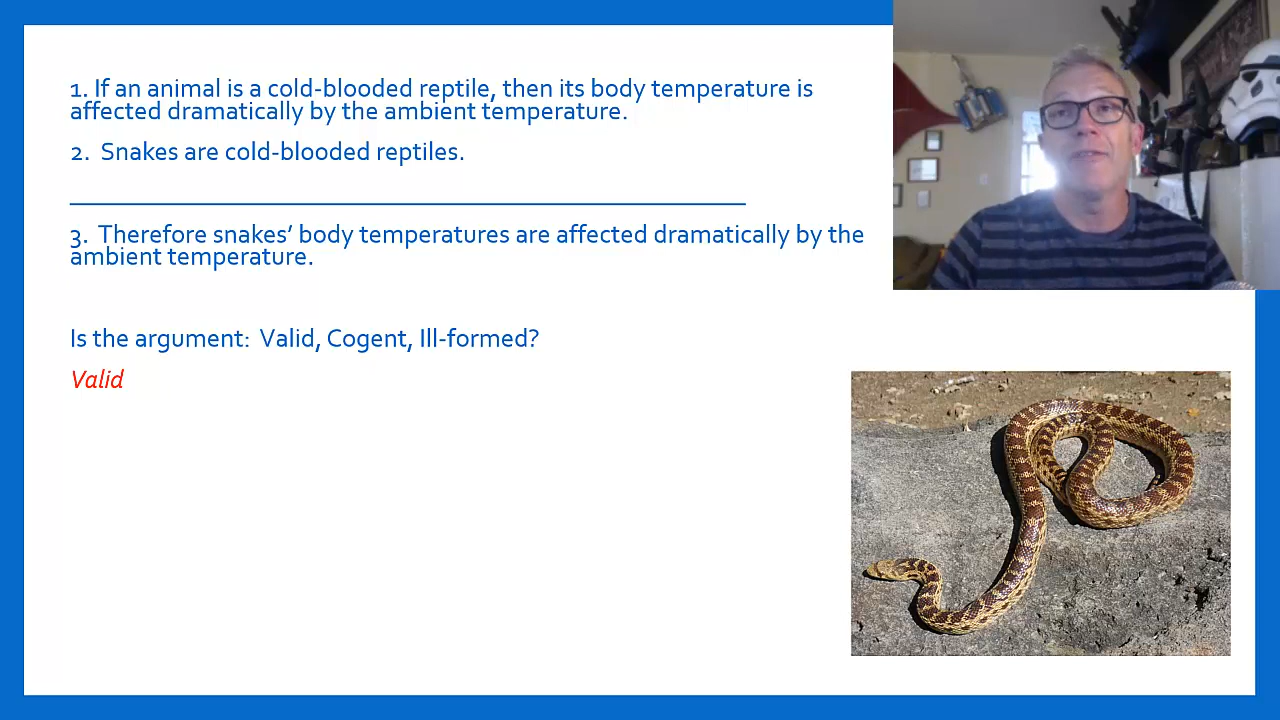 1. If an animal is a cold-blooded reptile, then its body temperature is
affected dramatically by the ambient temperature.
2.  Snakes are cold-blooded reptiles.
3.  Therefore snakes’ body temperatures are affected dramatically by the
ambient temperature.
Is the argument:  Valid, Cogent, Ill-formed?
Valid